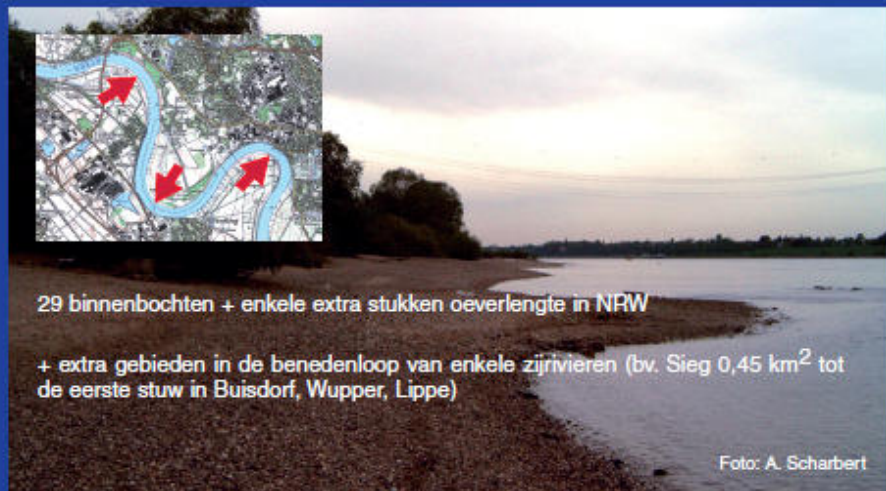 29 binnenbochten + enkele extra stukken oeverlengte in NRW
+ extra gebieden in de benedenloop van enkele zijrivieren (bv. Sieg 0,45 km² tot
de eerste stuw in Buisdorf, Wupper, Lippe)
Foto: A. Scharbert